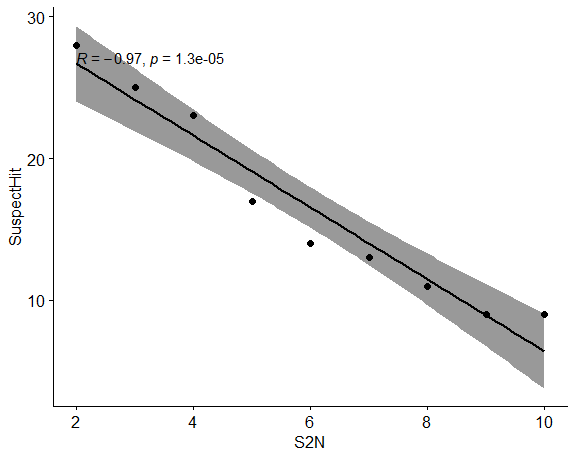 30
R = −0.97, p = 1.3e-05
20
10
SuspectHit
2 4 6 8 10
S2N